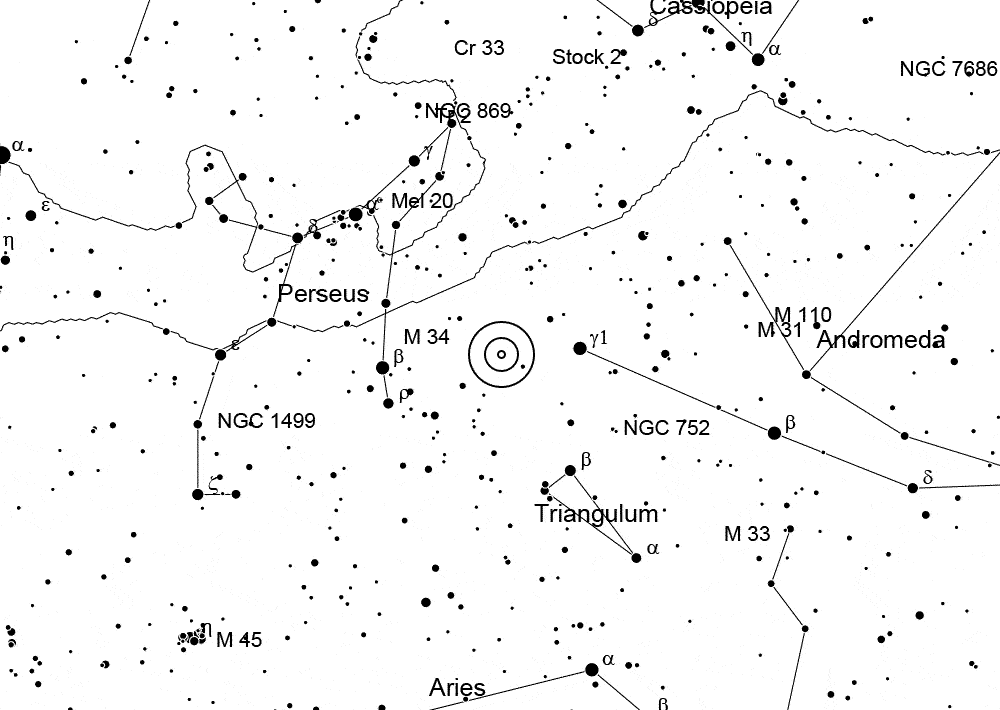 Cassiopeia
δ
η
α
Cr 33
Stock 2
NGC 7686
NGC 869
γ
α
ε
η
Mel 20
α
δ
Perseus
M 34
β
ρ
ε
NGC 1499
ζ
γ1
M 110
M 31
Andromeda
NGC 752
β
δ
β
Triangulum
α
M 33
η
M 45
Aries
α
β